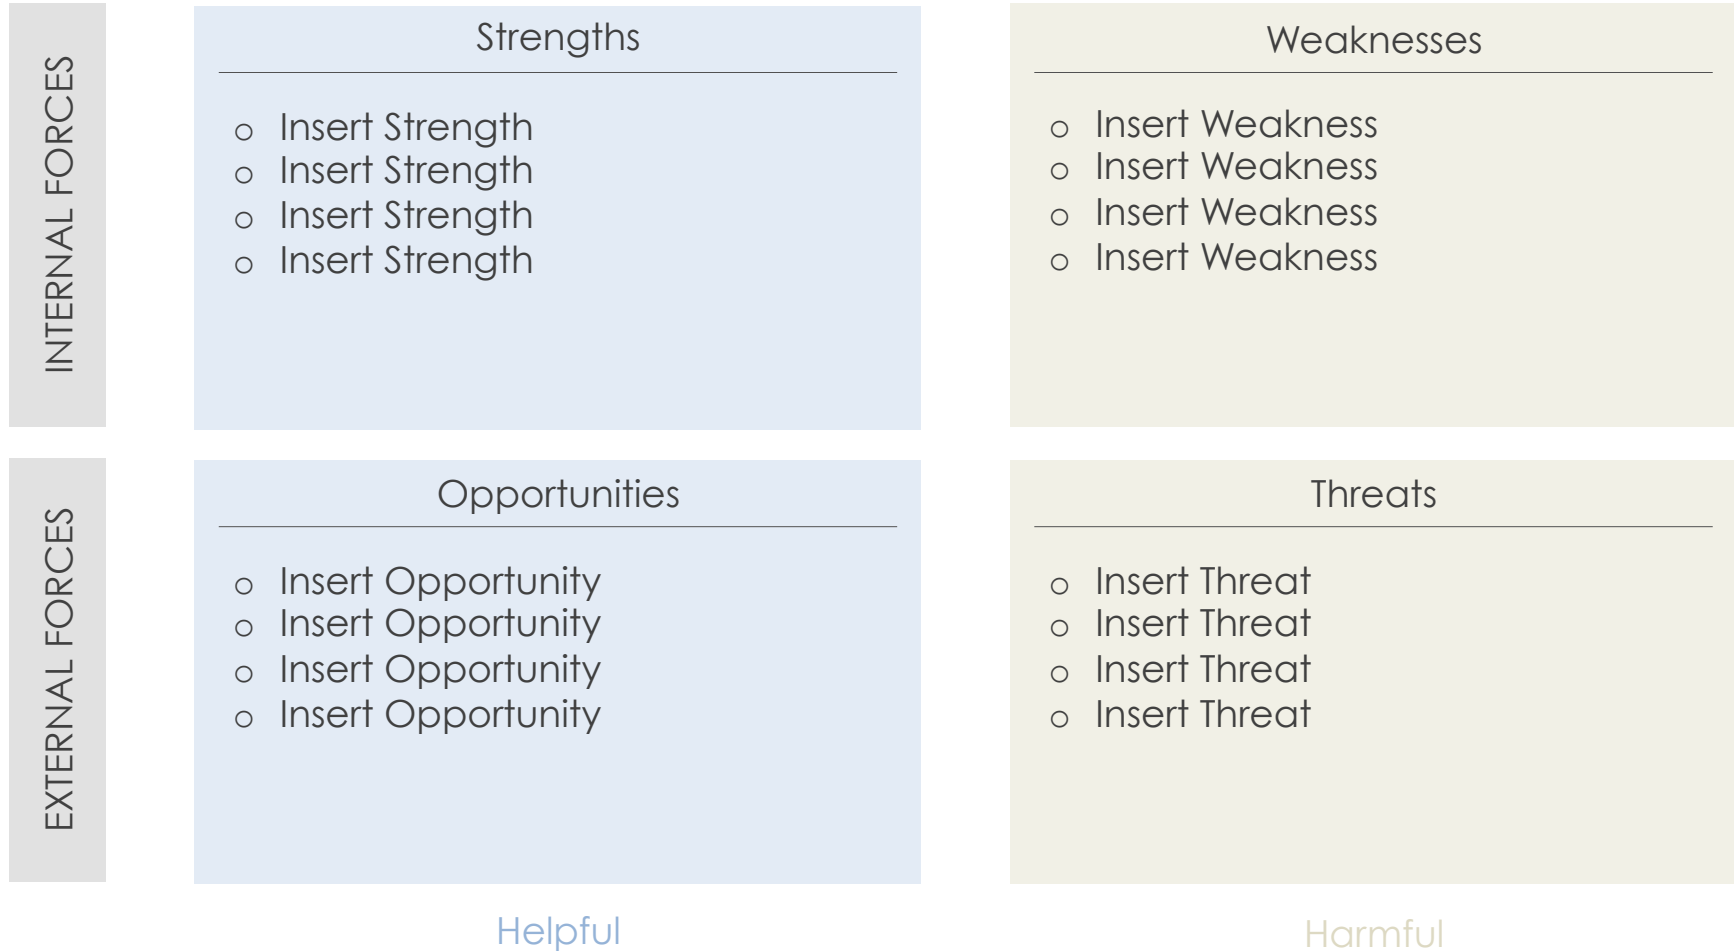 INTERNAL FORCES
Strengths
Insert Strength
Insert Strength
Insert Strength
Insert Strength
Weaknesses
Insert Weakness
Insert Weakness
Insert Weakness
Insert Weakness
EXTERNAL FORCES
Opportunities
Insert Opportunity
Insert Opportunity
Insert Opportunity
Insert Opportunity
Threats
Insert Threat
Insert Threat
Insert Threat
Insert Threat
Helpful
Harmful